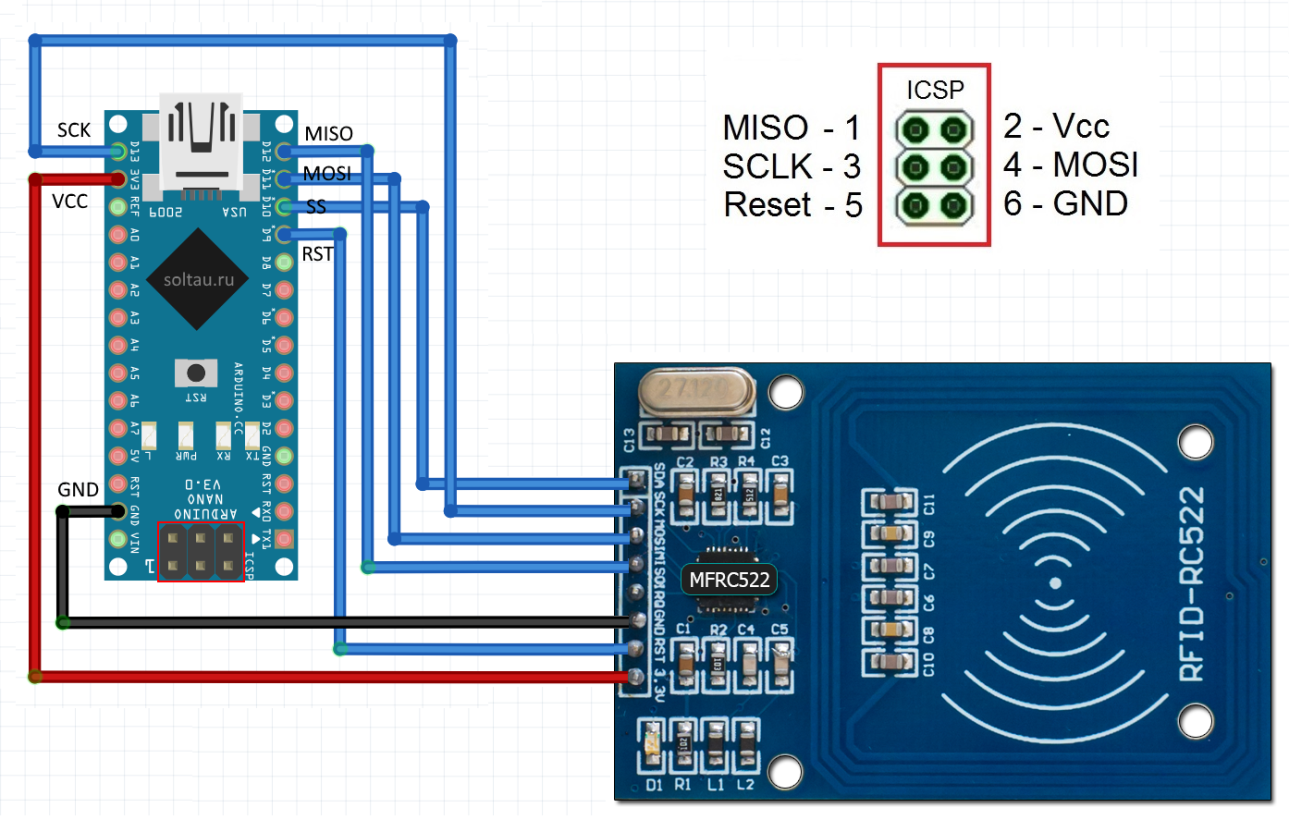 SCK
VCC
GND
MISO
MOSI
SS
RST
D13
3V3
REF
A0
A1
A2
A3
A4
A5
A6
A7
5V
RST
GND
VIN
D12
D11
D10
D9
D8
D7
D6
D5
D4
D3
D2
GND
RST
RX0
TX1
2009
USA
soltau.ru
RST
ARDUINO.CC
L
PWR
RX
TX
V3.0
NANO
ARDUINO
1
ICSP
ICSP
MISO - 1
2 - Vcc
SCLK - 3
4 - MOSI
Reset - 5
6 - GND
C13
C12
C2
R3
R4
C3
SDA
SCK
MOSI
MISO
IRQ
GND
RST
3.3V
MFRC522
C1
R2
C4
C5
D1
R1
L1
L2
C11
C9
C7
C6
C8
C10
RFID-RC522